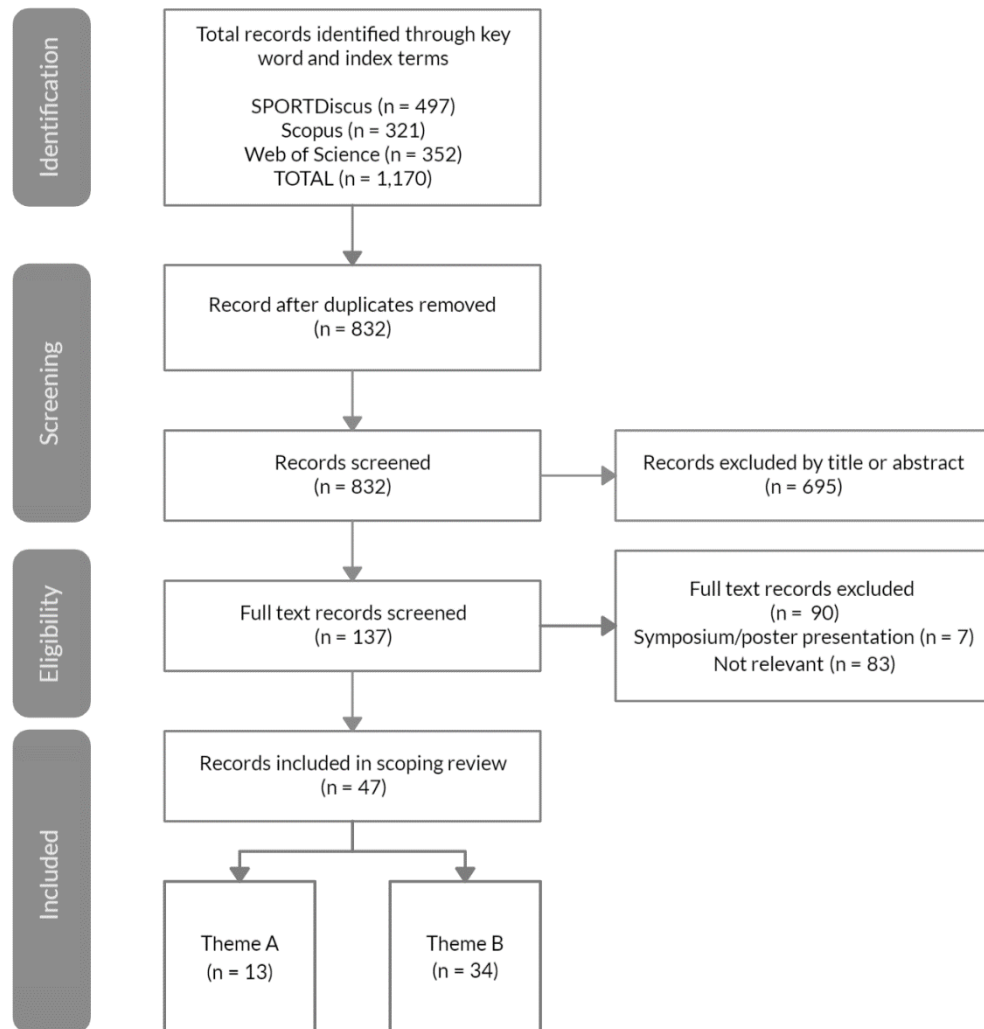 Identification
Total records identified through key
word and index terms
SPORTDiscus (n = 497)
Scopus (n = 321)
Web of Science (n = 352)
TOTAL (n = 1,170)
Screening
Record after duplicates removed
(n = 832)
Records screened
(n = 832)
Records excluded by title or abstract
(n = 695)
Eligibility
Full text records screened
(n = 137)
Full text records excluded
(n = 90)
Symposium/poster presentation (n = 7)
Not relevant (n = 83)
Included
Records included in scoping review
(n = 47)
Theme A
(n = 13)
Theme B
(n = 34)